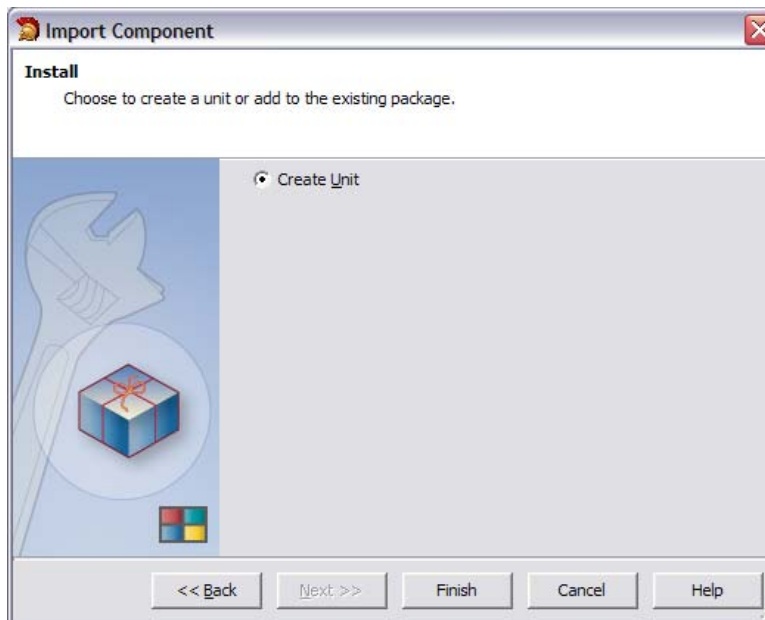 Import Component
Install
Choose to create a unit or add to the existing package.
Create Unit
<< Back
Next >>
Finish
Cancel
Help